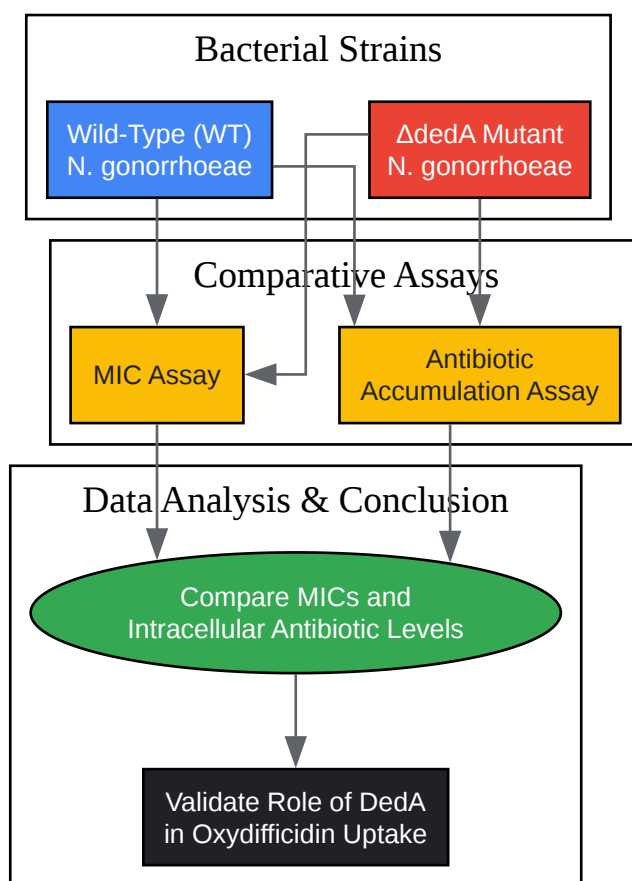 Bacterial Strains
Wild-Type (WT)
N. gonorrhoeae
ΔdedA Mutant
N. gonorrhoeae
Comparative Assays
MIC Assay
Antibiotic
Accumulation Assay
Data Analysis & Conclusion
Compare MICs and
Intracellular Antibiotic Levels
Validate Role of DedA
in Oxydifficidin Uptake